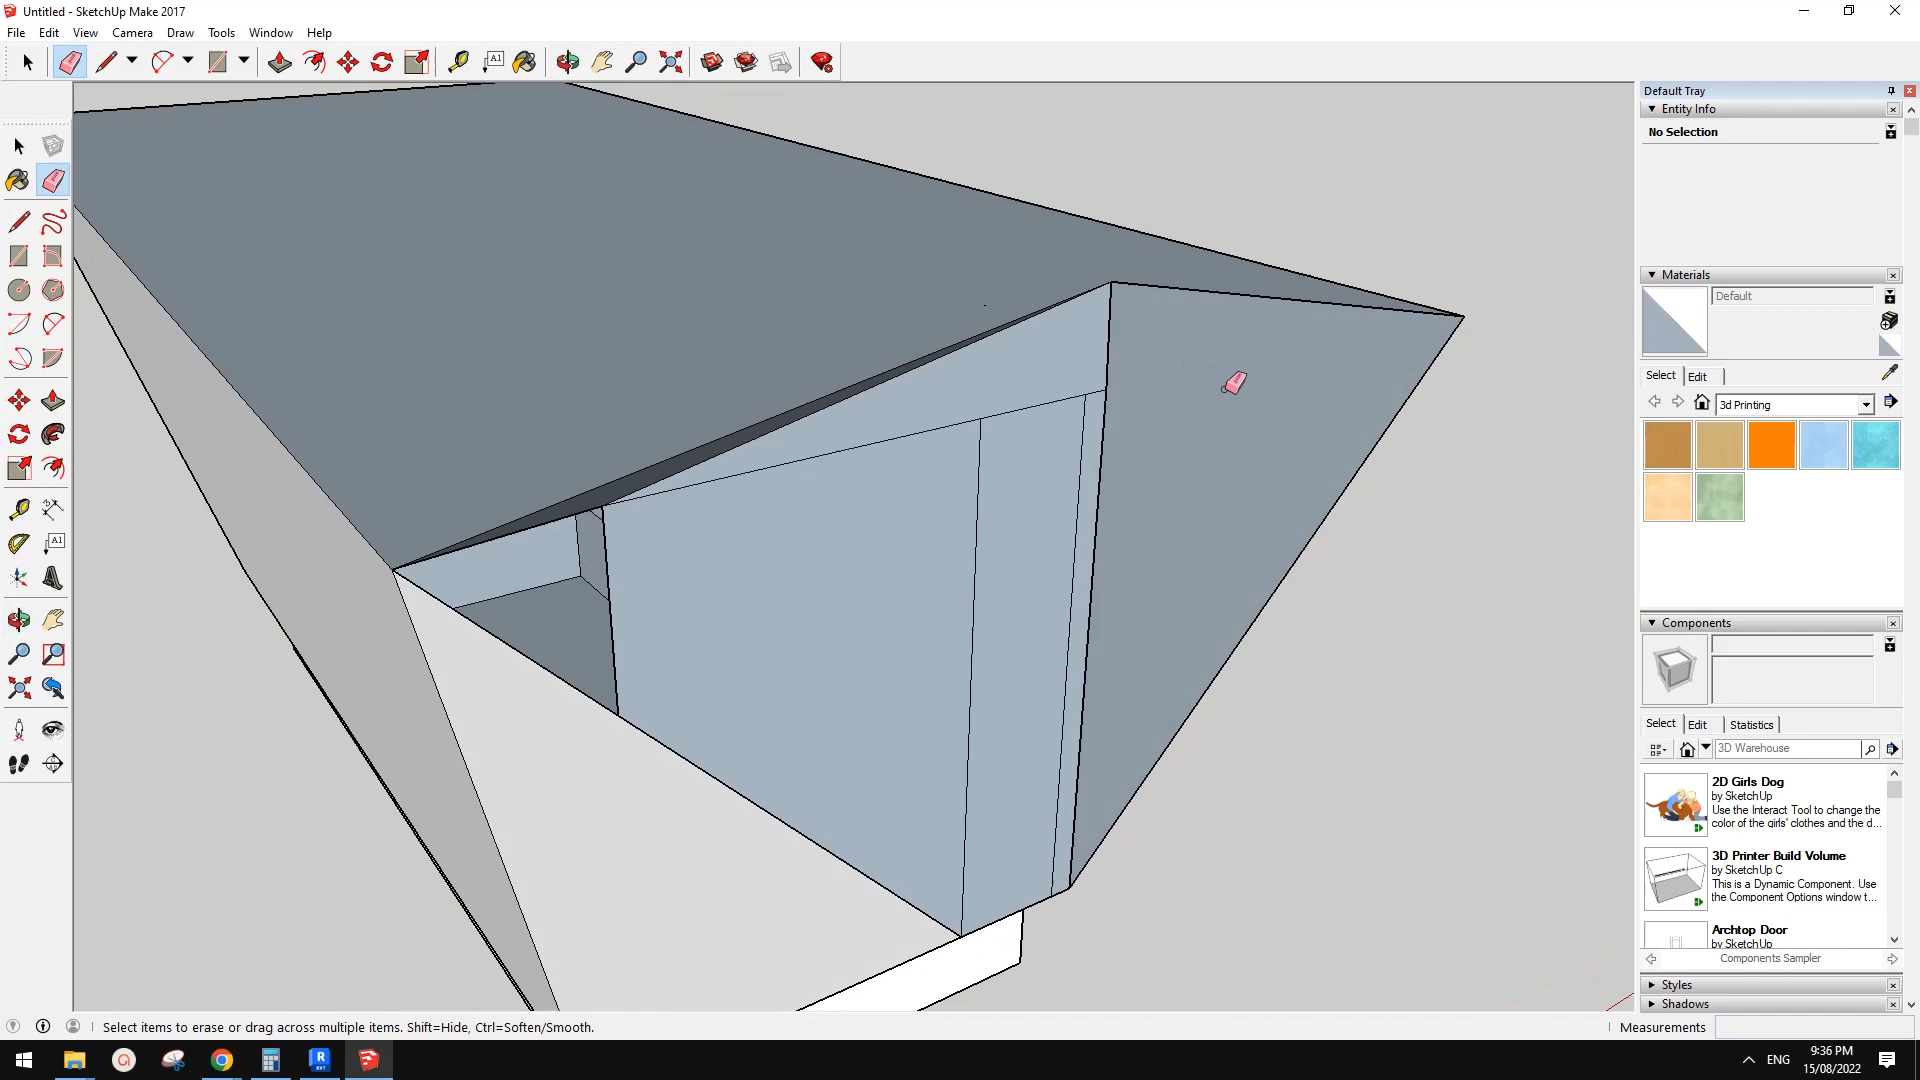 Untitled - SketchUp Make 2017
File Edit View Camera Draw Tools Window Help
A1
Default Tray
Entity Info
No Selection
Materials
Default
Select Edit
3d Printing
A1
Components
Select Edit Statistics
3D Warehouse
2D Girls Dog
by SketchUp
Use the Interact Tool to change the
color of the girls' clothes and the d...
3D Printer Build Volume
by SketchUp C
This is a Dynamic Component. Use
the Component Options window t...
Archtop Door
by SketchUp
Components Sampler
Styles
Shadows
Select items to erase or drag across multiple items. Shift=Hide, Ctrl=Soften/Smooth.
Measurements
R
RVT
ENG
9:36 PM
15/08/2022